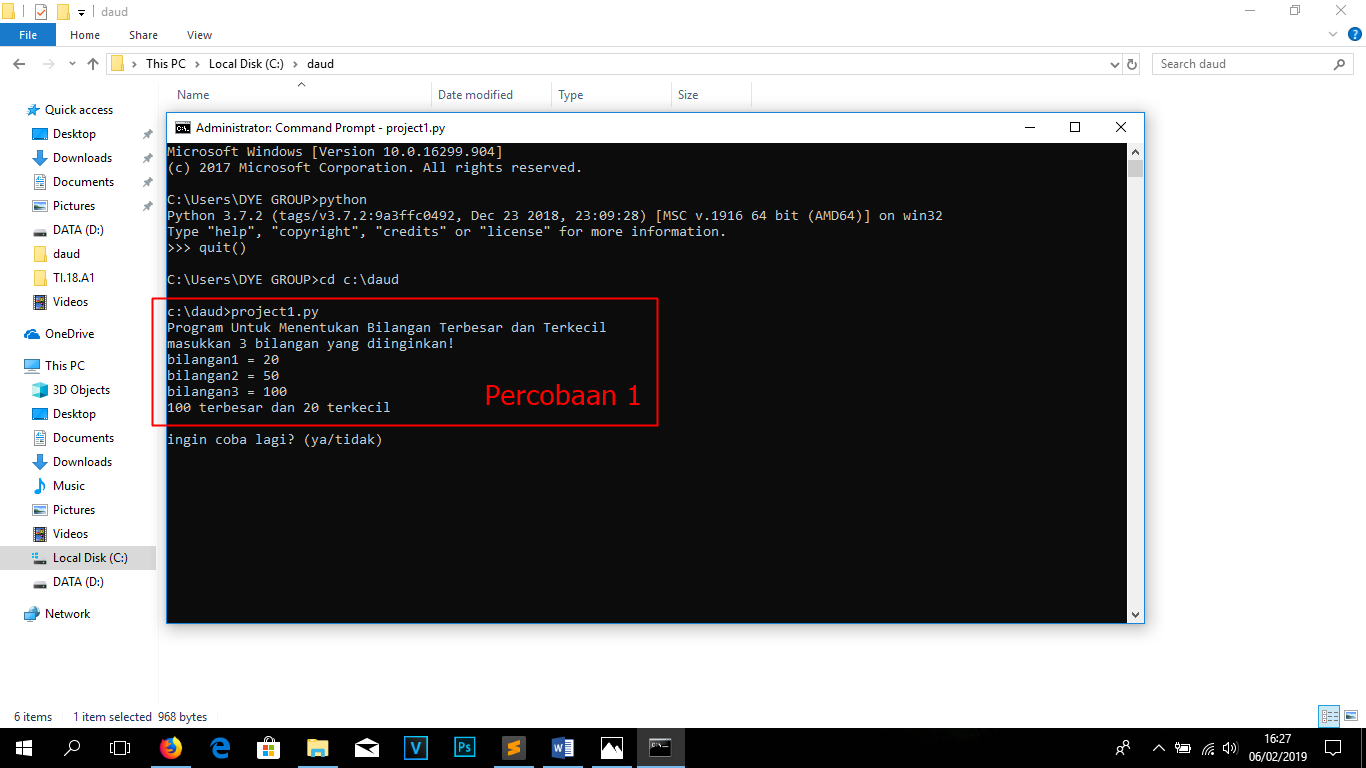 daud
File Home Share View
This PC > Local Disk (C:) > daud
Search daud
Name Date modified Type Size
Quick access
Desktop
Downloads
Documents
Pictures
DATA (D:)
daud
TI.18.A1
Videos
OneDrive
This PC
3D Objects
Desktop
Documents
Downloads
Music
Pictures
Videos
Local Disk (C:)
DATA (D:)
Network
Administrator: Command Prompt - project1.py
Microsoft Windows [Version 10.0.16299.904]
(c) 2017 Microsoft Corporation. All rights reserved.
C:\Users\DYE GROUP>python
Python 3.7.2 (tags/v3.7.2:9a3ffc0492, Dec 23 2018, 23:09:28) [MSC v.1916 64 bit (AMD64)] on win32
Type "help", "copyright", "credits" or "license" for more information.
>>> quit()
C:\Users\DYE GROUP>cd c:\daud
c:\daud>project1.py
Program Untuk Menentukan Bilangan Terbesar dan Terkecil
masukkan 3 bilangan yang diinginkan!
bilangan1 = 20
bilangan2 = 50
bilangan3 = 100
100 terbesar dan 20 terkecil
Percobaan 1
ingin coba lagi? (ya/tidak)
6 items 1 item selected 968 bytes
V
Ps
16:27
06/02/2019